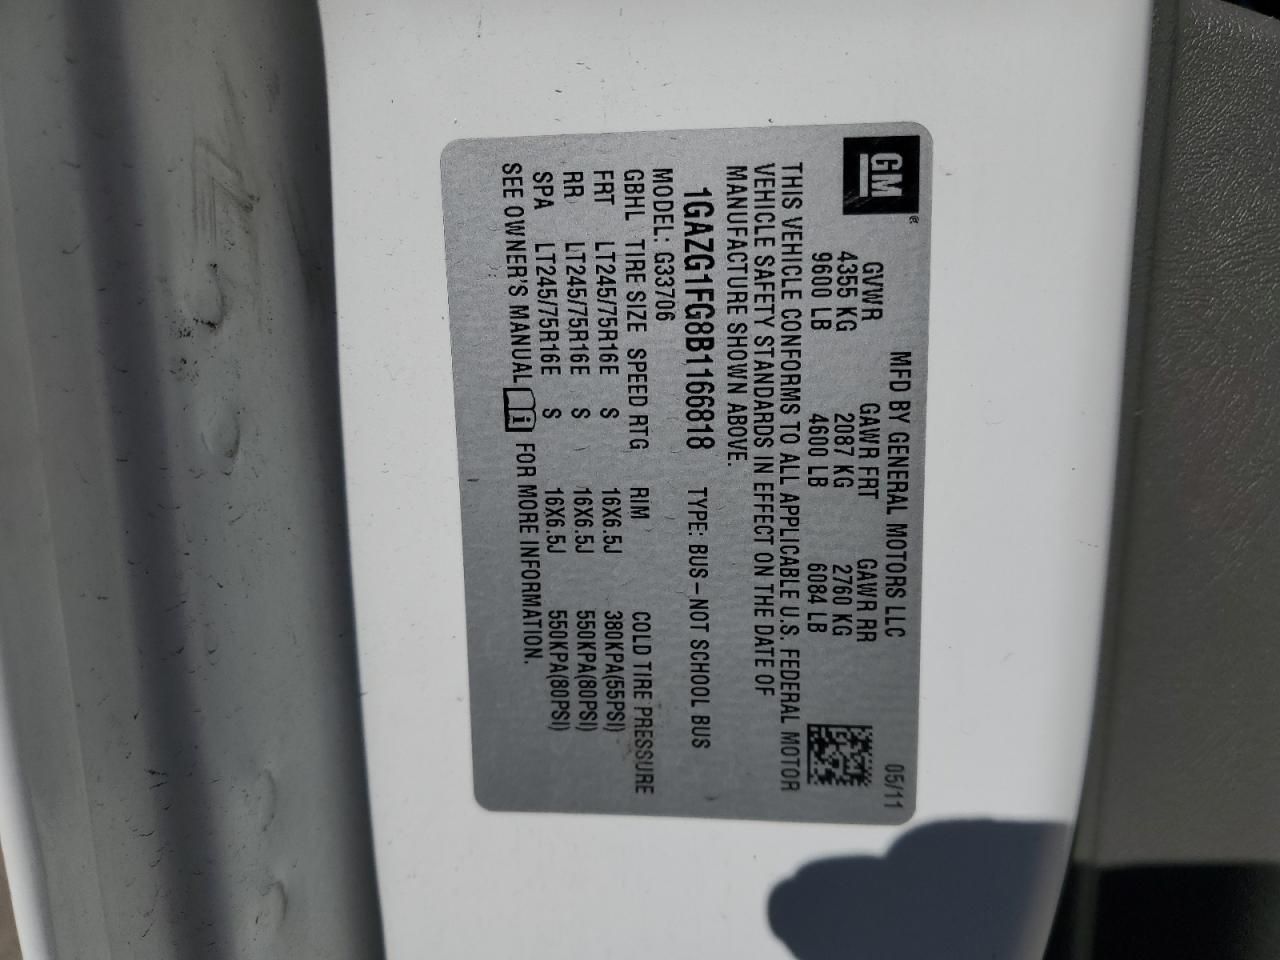 GM®
05/11
MFD BY GENERAL MOTORS LLC
GVWR GAWR FRT GAWR RR
4355 KG 2087 KG 2760 KG
9600 LB 4600 LB 6084 LB
THIS VEHICLE CONFORMS TO ALL APPLICABLE U.S. FEDERAL MOTOR
VEHICLE SAFETY STANDARDS IN EFFECT ON THE DATE OF
MANUFACTURE SHOWN ABOVE.
1GAZG1FG8B1166818 TYPE: BUS-NOT SCHOOL BUS
MODEL: G33706
GBHL TIRE SIZE SPEED RTG RIM COLD TIRE PRESSURE
FRT LT245/75R16E S 16X6.5J 380KPA(55PSI)
RR LT245/75R16E S 16X6.5J 550KPA(80PSI)
SPA LT245/75R16E S 16X6.5J 550KPA(80PSI)
SEE OWNER'S MANUAL i FOR MORE INFORMATION.